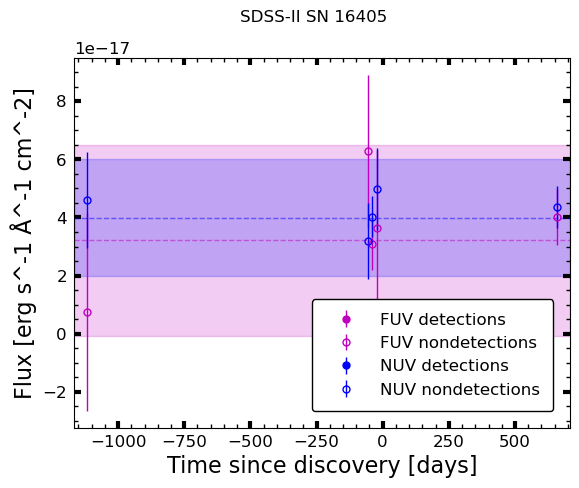 SDSS-II SN 16405
1e−17
Flux [erg s^-1 Å^-1 cm^-2]
8
6
4
2
0
−2
FUV detections
FUV nondetections
NUV detections
NUV nondetections
−1000 −750 −500 −250 0 250 500
Time since discovery [days]